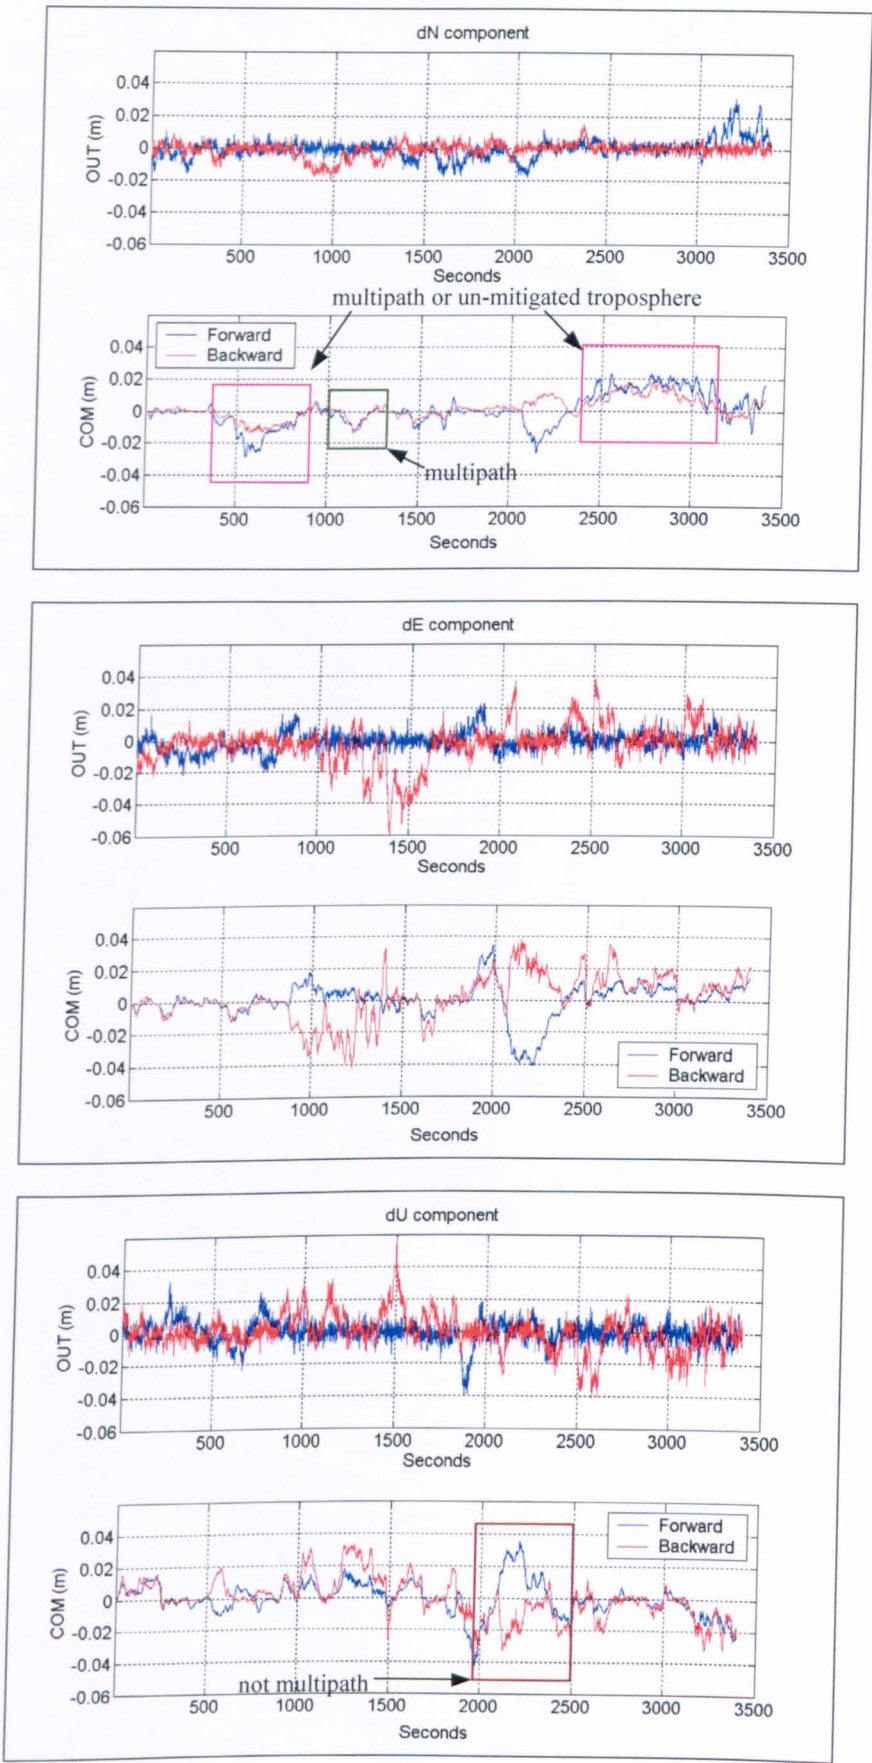 dN component
OUT (m)
0.04
0.02
0
-0.02
-0.04
-0.06
500 1000 1500 2000 2500 3000 3500
Seconds
multipath or un-mitigated troposphere
Forward
Backward
COM (m)
0.04
0.02
0
-0.02
-0.04
-0.06
multipath
500 1000 1500 2000 2500 3000 3500
Seconds
dE component
OUT (m)
0.04
0.02
0
-0.02
-0.04
-0.06
500 1000 1500 2000 2500 3000 3500
Seconds
COM (m)
0.04
0.02
0
-0.02
-0.04
-0.06
Forward
Backward
500 1000 1500 2000 2500 3000 3500
Seconds
dU component
OUT (m)
0.04
0.02
0
-0.02
-0.04
-0.06
500 1000 1500 2000 2500 3000 3500
Seconds
Forward
Backward
COM (m)
0.04
0.02
0
-0.02
-0.04
-0.06
not multipath
500 1000 1500 2000 2500 3000 3500
Seconds